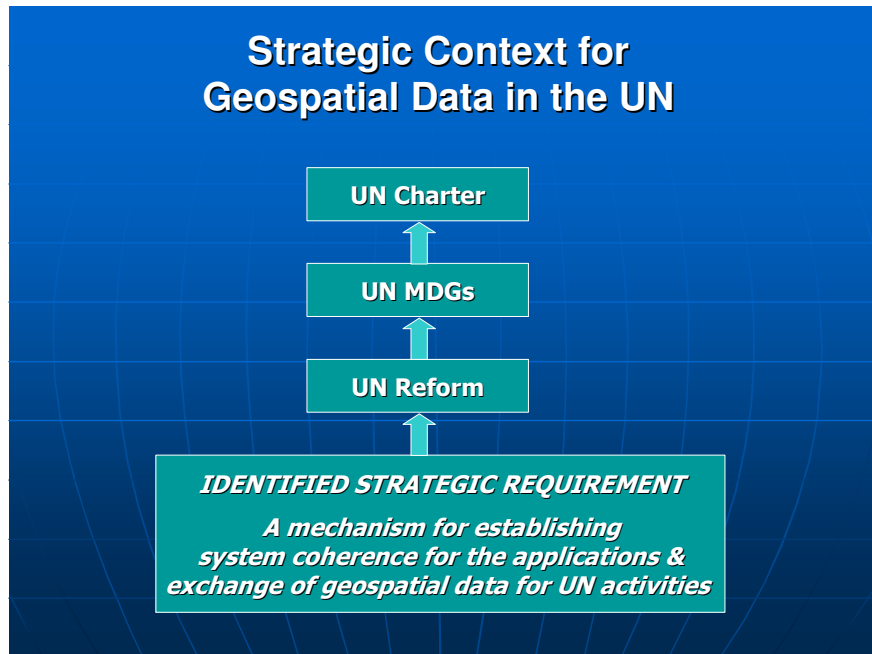 Strategic Context for
Geospatial Data in the UN
UN Charter
UN MDGs
UN Reform
IDENTIFIED STRATEGIC REQUIREMENT
A mechanism for establishing
system coherence for the applications &
exchange of geospatial data for UN activities